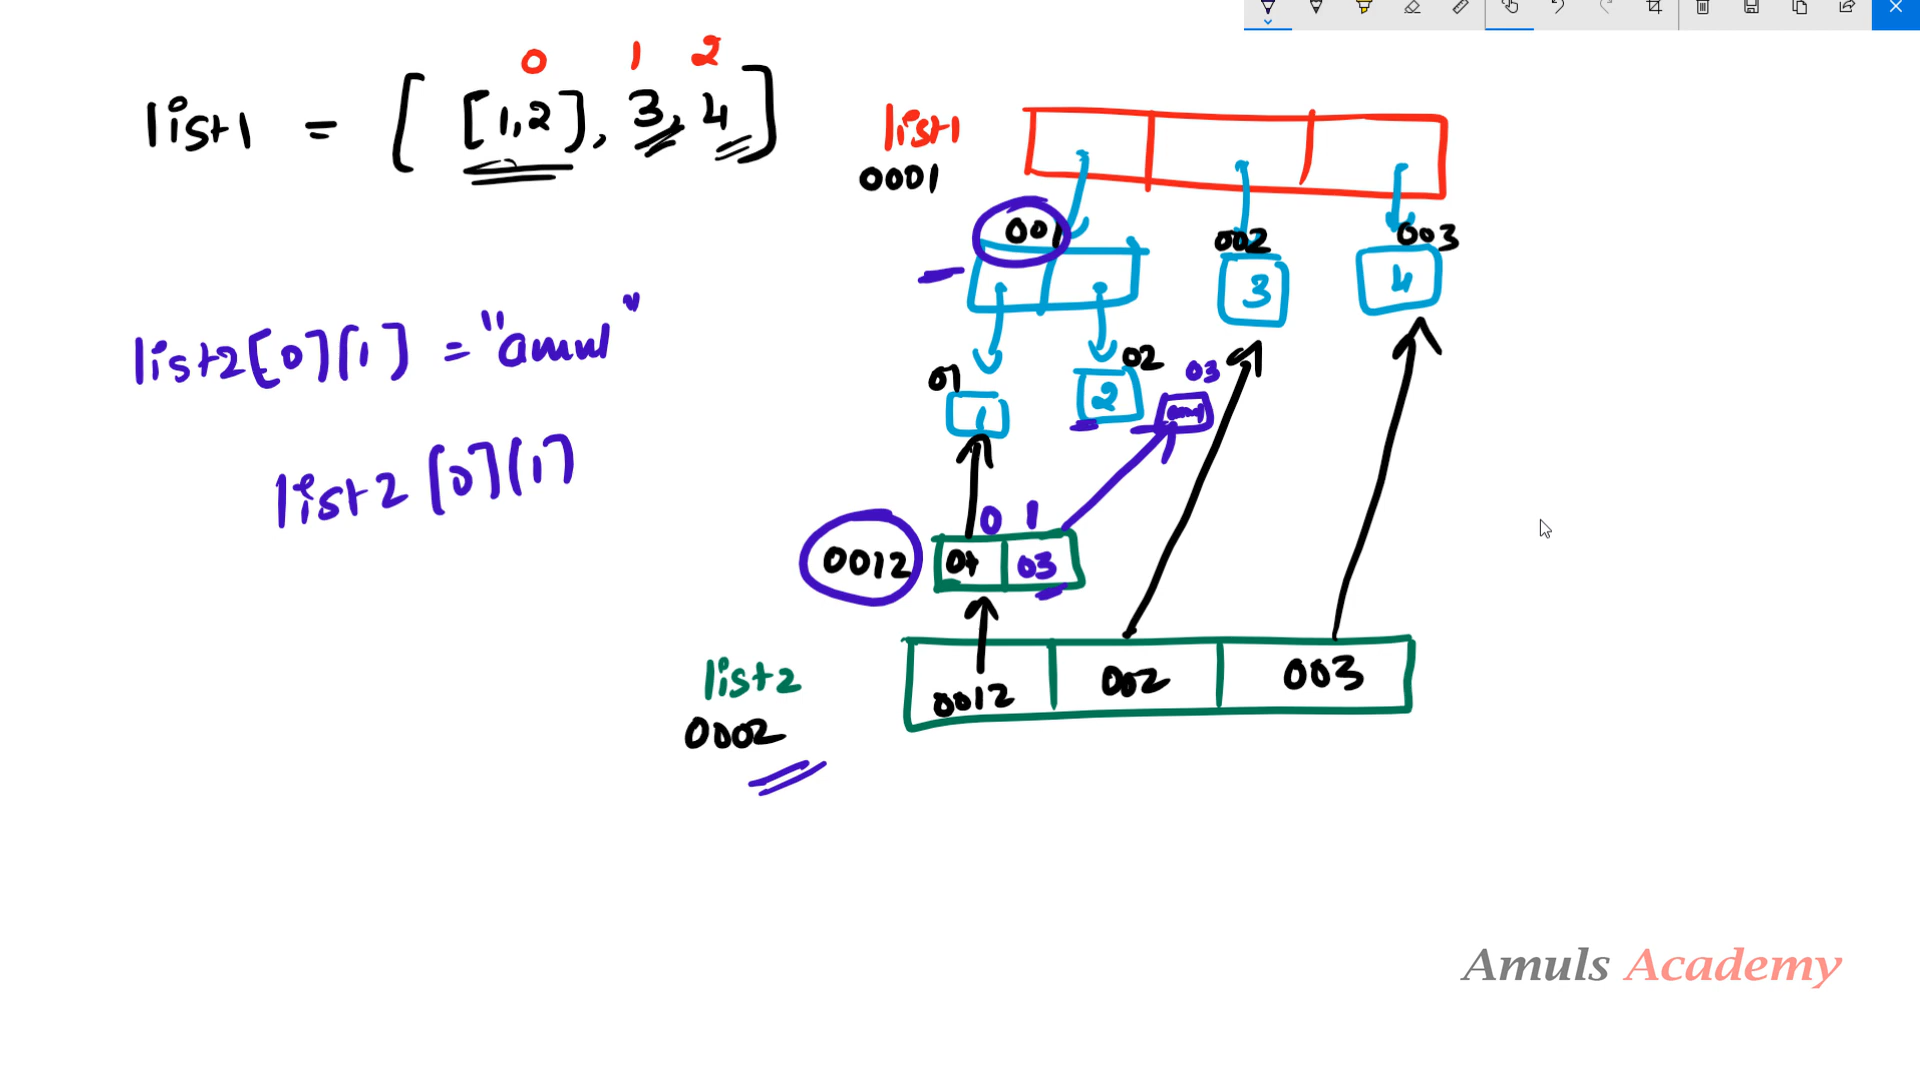 0 1 2
list1 = [ [1,2], 3, 4 ]
list1
0001
001
002
003
3
4
list2[0][1] = "amul"
01
02
03
1
2
amul
list2[0][1]
0 1
0012
03
list2
0002
0012
002
003
Amuls Academy